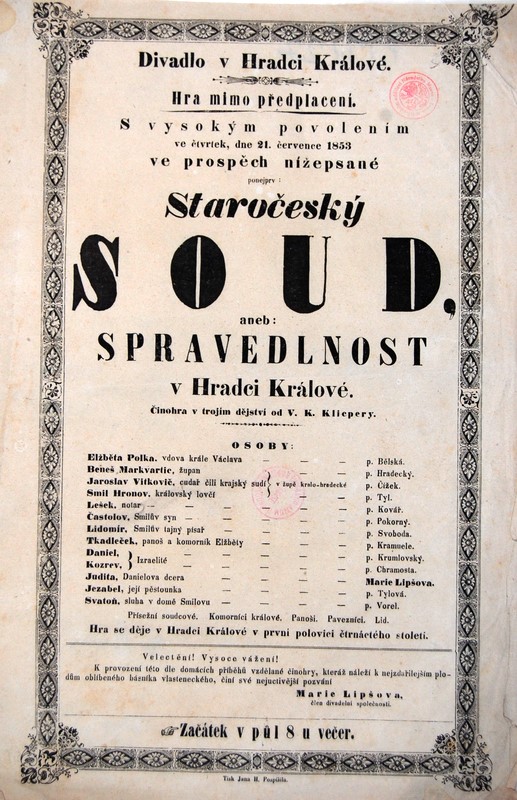 Divadlo v Hradci Králové.
Hra mimo předplacení.
S vysokým povolením
ve čtvrtek, dne 21. července 1853
ve prospěch nížepsané
ponejprv:
Staročeský
SOUD,
aneb:
SPRAVEDLNOST
v Hradci Králové.
Činohra v trojím dějství od V. K. Klicpery.
OSOBY:
Elžběta Polka, vdova krále Václava — — — p. Bělská.
Beneš Markvartic, župan — — — p. Hradecký.
Jaroslav Vítkovič, cudař čili krajský sudí } v župě krslo-hradecké p. Čížek.
Smil Hronov, královský lovčí — p. Tyl.
Lešek, notar — — — — — p. Kovář.
Častolov, Smilův syn — — — — — p. Pokorný.
Lidomír, Smilův tajný písař — — — — p. Svoboda.
Tkadleček, panoš a komorník Elžběty — — — p. Kramuele.
Daniel, } Izraelité — — — — p. Krumlovský.
Kozrev, — — — — p. Chramosta.
Judita, Danielova dcera — — — — Marie Lipšova.
Jezabel, její pěstounka — — — — p. Tylová.
Svatoň, sluha v domě Smilovu — — — — p. Vorel.
Přísežní soudcové. Komorníci králové. Panoši. Pavezníci. Lid.
Hra se děje v Hradci Králové v první polovici čtrnáctého století.
Velectění! Vysoce vážení!
K provození této dle domácích příběhů vzdělané činohry, kteráž náleží k nejzdařilejším plo-
dům oblíbeného básníka vlasteneckého, činí své nejuctivější pozvání
Marie Lipšova,
člen divadelní společnosti.
Začátek v půl 8 u večer.
Tisk Jana H. Pospíšila.